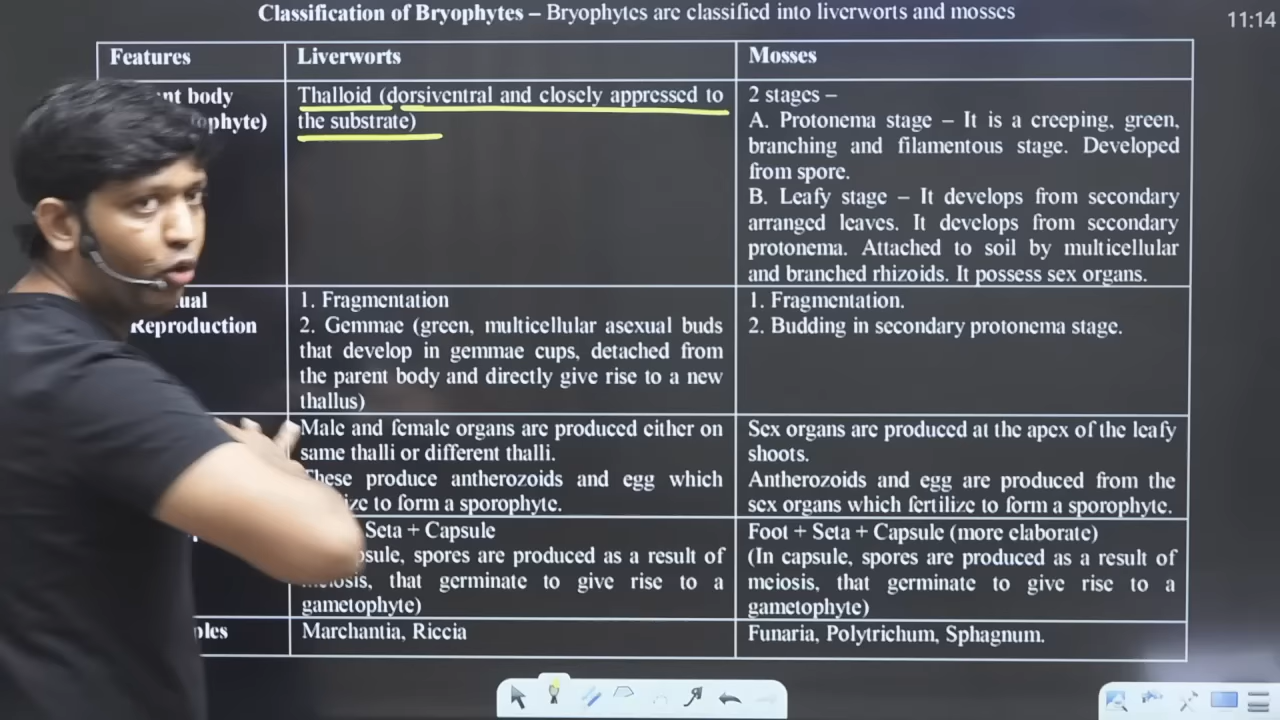 Classification of Bryophytes – Bryophytes are classified into liverworts and mosses
11:14
Features
Liverworts
Mosses
body
Thalloid (dorsiventral and closely appressed to
the substrate)
2 stages –
A. Protonema stage – It is a creeping, green,
branching and filamentous stage. Developed
from spore.
B. Leafy stage – It develops from secondary
arranged leaves. It develops from secondary
protonema. Attached to soil by multicellular
and branched rhizoids. It possess sex organs.
Reproduction
1. Fragmentation
2. Gemmae (green, multicellular asexual buds
that develop in gemmae cups, detached from
the parent body and directly give rise to a new
thallus)
1. Fragmentation.
2. Budding in secondary protonema stage.
Male and female organs are produced either on
same thalli or different thalli.
These produce antherozoids and egg which
to form a sporophyte.
Sex organs are produced at the apex of the leafy
shoots.
Antherozoids and egg are produced from the
sex organs which fertilize to form a sporophyte.
Seta + Capsule
spores are produced as a result of
meiosis, that germinate to give rise to a
gametophyte)
Foot + Seta + Capsule (more elaborate)
(In capsule, spores are produced as a result of
meiosis, that germinate to give rise to a
gametophyte)
Marchantia, Riccia
Funaria, Polytrichum, Sphagnum.